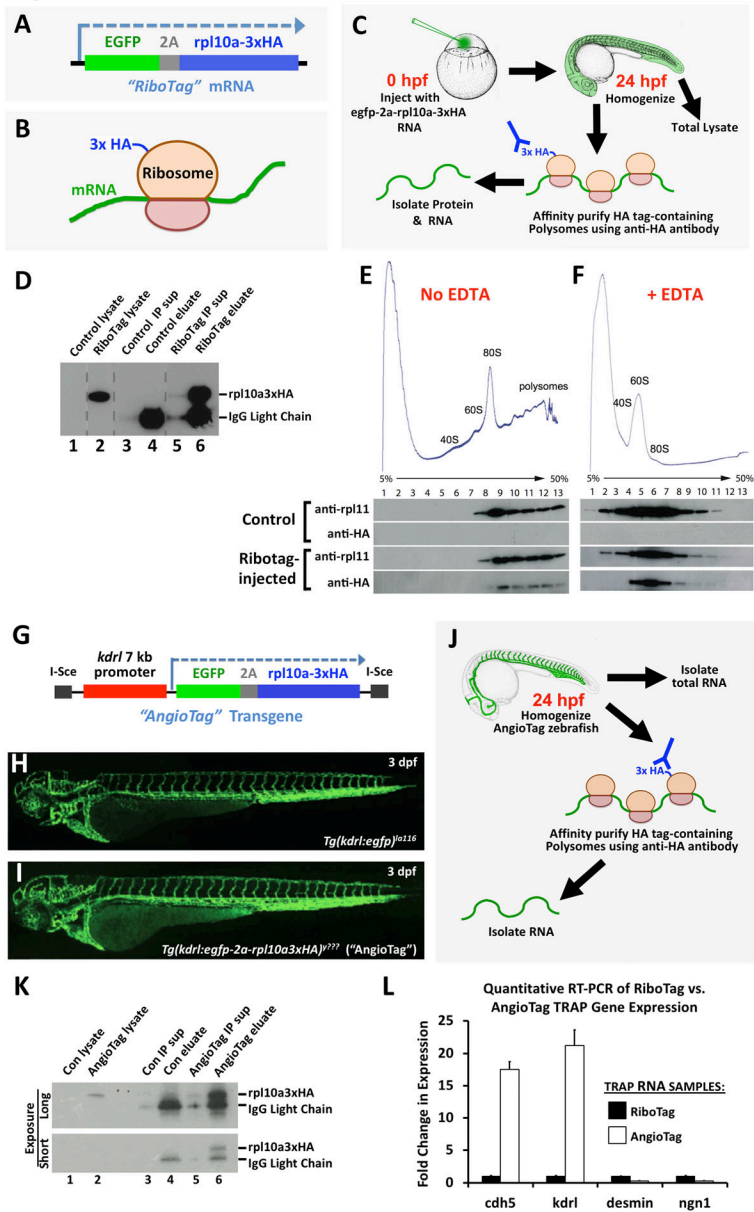 A
EGFP 2A rpl10a-3xHA
“RiboTag” mRNA
B
3x HA
Ribosome
mRNA
C
0 hpf
Inject with
egfp-2a-rpl10a-3xHA
RNA
24 hpf
Homogenize
Total Lysate
3x HA
Isolate Protein
& RNA
Affinity purify HA tag-containing
Polysomes using anti-HA antibody
D
Control lysate
RiboTag lysate
Control IP sup
Control eluate
RiboTag IP sup
RiboTag eluate
rpl10a3xHA
IgG Light Chain
1 2 3 4 5 6
E
No EDTA
40S
60S
80S
polysomes
5% 50%
1 2 3 4 5 6 7 8 9 10 11 12 13
F
+ EDTA
40S
60S
80S
5% 50%
1 2 3 4 5 6 7 8 9 10 11 12 13
Control
anti-rpl11
anti-HA
Ribotag-
injected
anti-rpl11
anti-HA
G
I-Sce
kdrl 7 kb
promoter
EGFP 2A rpl10a-3xHA
I-Sce
“AngioTag” Transgene
H
3 dpf
Tg(kdrl:egfp)la116
I
3 dpf
Tg(kdrl:egfp-2a-rpl10a3xHA)y??? (“AngioTag”)
J
24 hpf
Homogenize
AngioTag zebrafish
Isolate
total RNA
3x HA
Affinity purify HA tag-containing
Polysomes using anti-HA antibody
Isolate RNA
K
Con lysate
AngioTag lysate
Con IP sup
Con eluate
AngioTag IP sup
AngioTag eluate
Exposure
Long
rpl10a3xHA
IgG Light Chain
Short
rpl10a3xHA
IgG Light Chain
1 2 3 4 5 6
L
Quantitative RT-PCR of RiboTag vs.
AngioTag TRAP Gene Expression
Fold Change in Expression
25
20
15
10
5
0
TRAP RNA SAMPLES:
RiboTag
AngioTag
cdh5 kdrl desmin ngn1